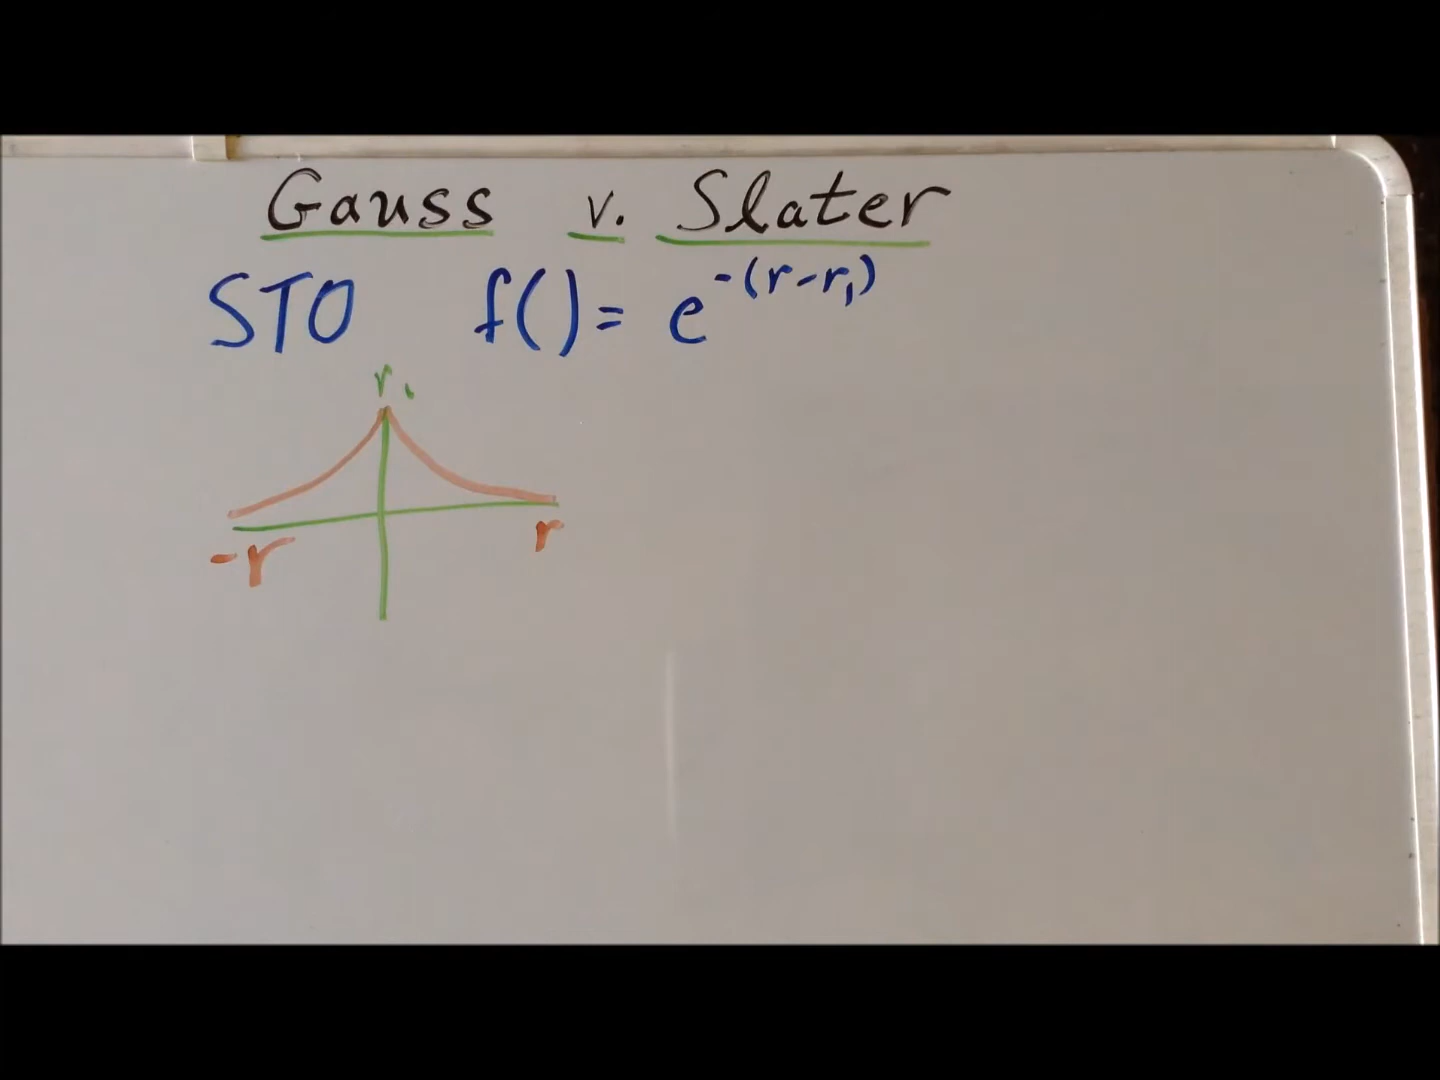 Gauss v. Slater
STO f()= e^-(r-r₁)
r₁
-r r